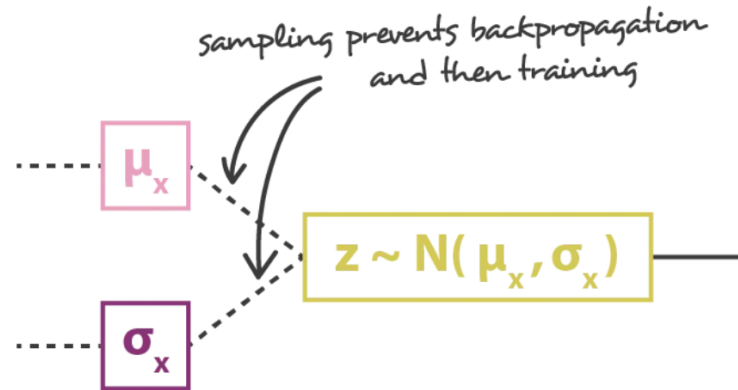 sampling prevents backpropagation
and then training
μₓ
z ~ N( μₓ , σₓ )
σₓ